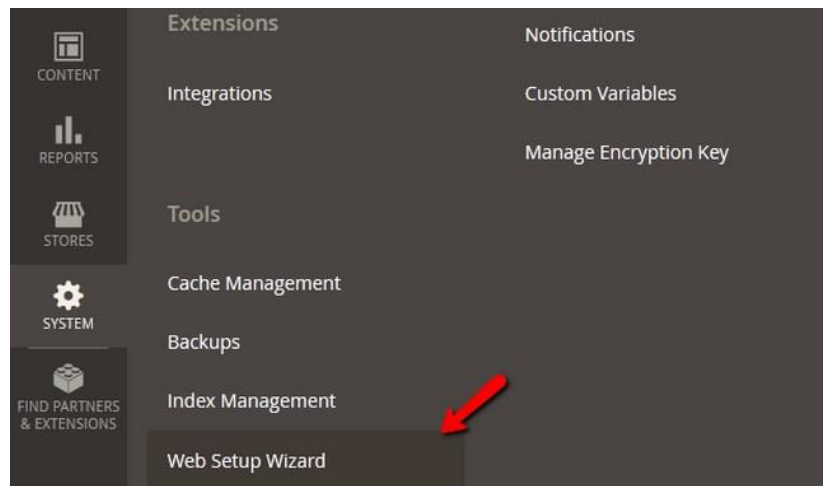 CONTENT
REPORTS
STORES
SYSTEM
FIND PARTNERS
& EXTENSIONS
Extensions
Integrations
Tools
Cache Management
Backups
Index Management
Web Setup Wizard
Notifications
Custom Variables
Manage Encryption Key